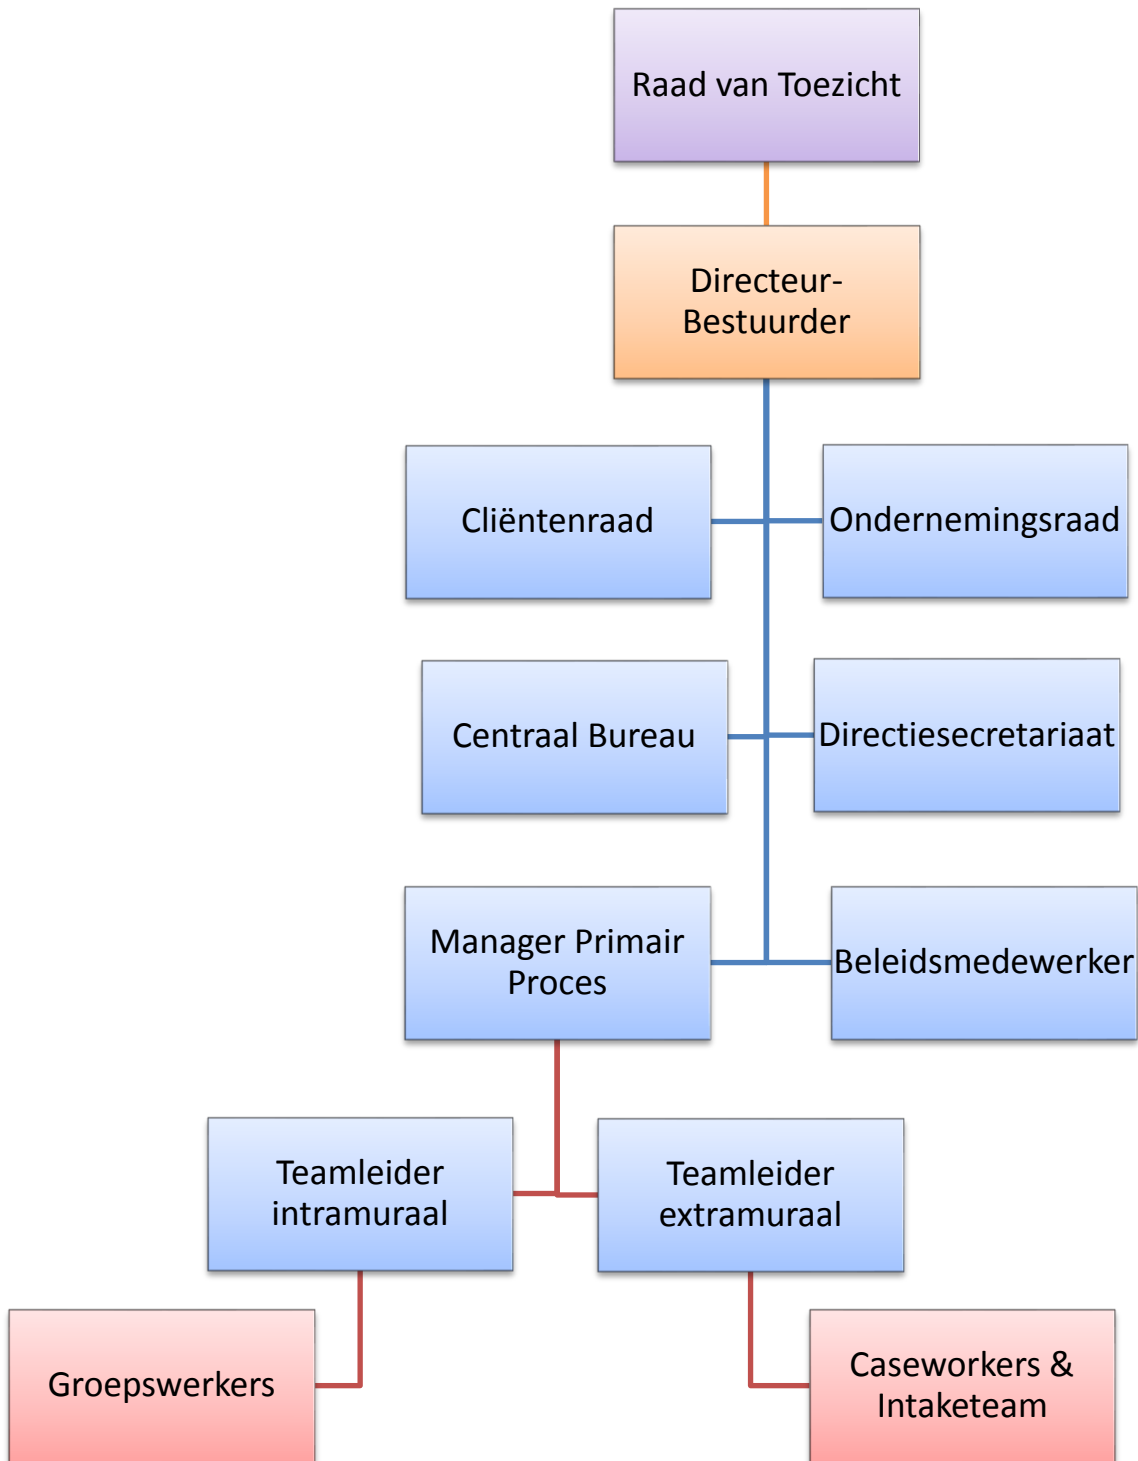 Raad van Toezicht
Directeur-
Bestuurder
Cliëntenraad
Ondernemingsraad
Centraal Bureau
Directiesecretariaat
Manager Primair
Proces
Beleidsmedewerker
Teamleider
intramuraal
Teamleider
extramuraal
Groepswerkers
Caseworkers &
Intaketeam